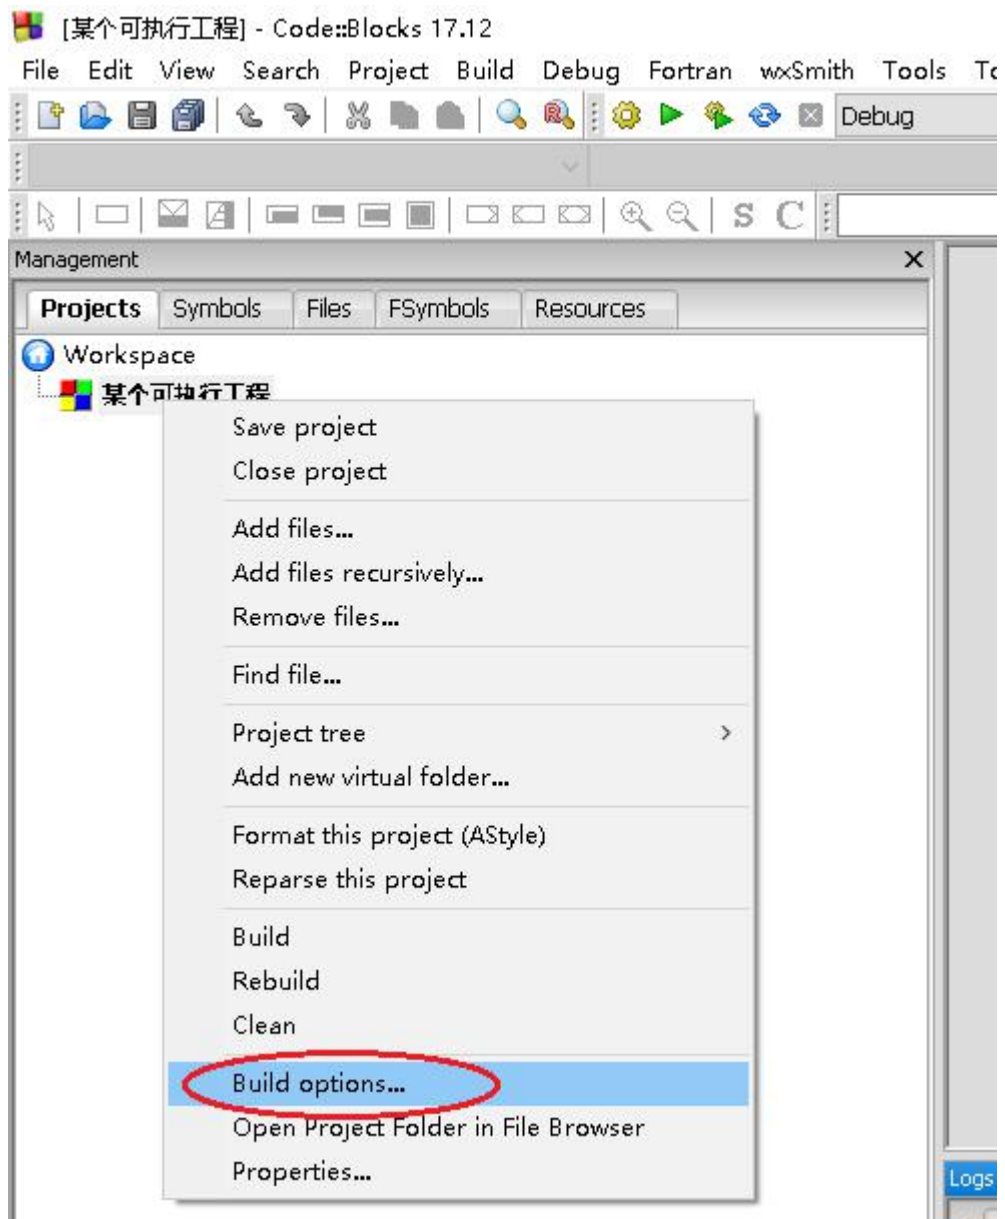 [某个可执行工程] - Code::Blocks 17.12
File Edit View Search Project Build Debug Fortran wxSmith Tools
Debug
S C
Management
Projects Symbols Files FSymbols Resources
Workspace
某个可执行工程
Save project
Close project
Add files...
Add files recursively...
Remove files...
Find file...
Project tree
Add new virtual folder...
Format this project (AStyle)
Reparse this project
Build
Rebuild
Clean
Build options...
Open Project Folder in File Browser
Properties...
Logs